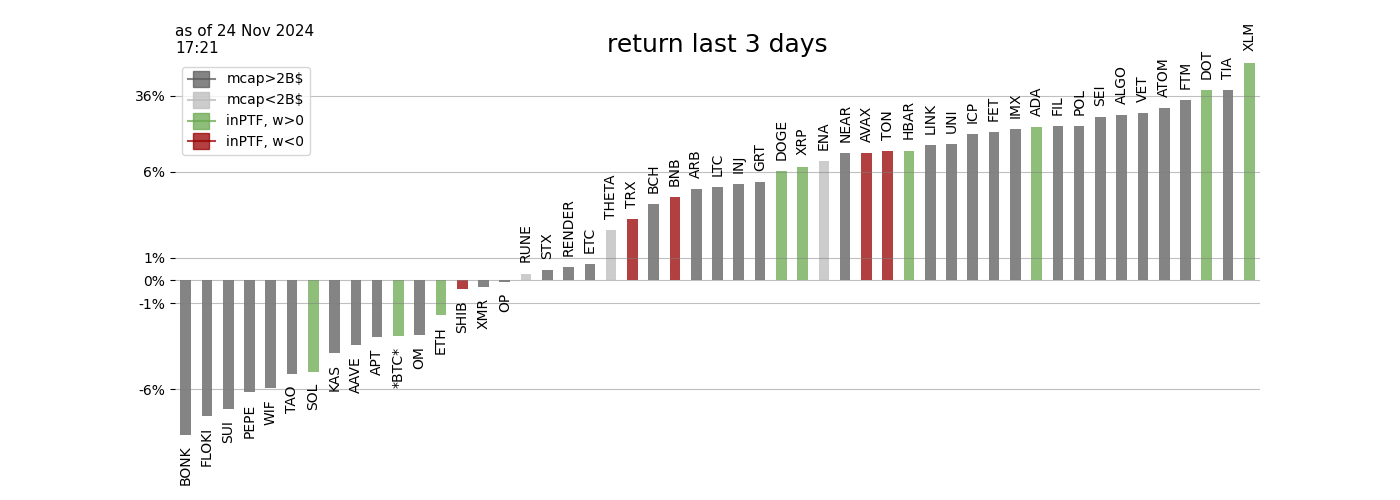 as of 24 Nov 2024
17:21
return last 3 days
mcap>2B$
mcap<2B$
inPTF, w>0
inPTF, w<0
36%
6%
1%
0%
-1%
-6%
BONK
FLOKI
SUI
PEPE
WIF
TAO
SOL
KAS
AAVE
APT
*BTC*
OM
ETH
SHIB
XMR
OP
RUNE
STX
RENDER
ETC
THETA
TRX
BCH
BNB
ARB
LTC
INJ
GRT
DOGE
XRP
ENA
NEAR
AVAX
TON
HBAR
LINK
UNI
ICP
FET
IMX
ADA
FIL
POL
SEI
ALGO
VET
ATOM
FTM
DOT
TIA
XLM